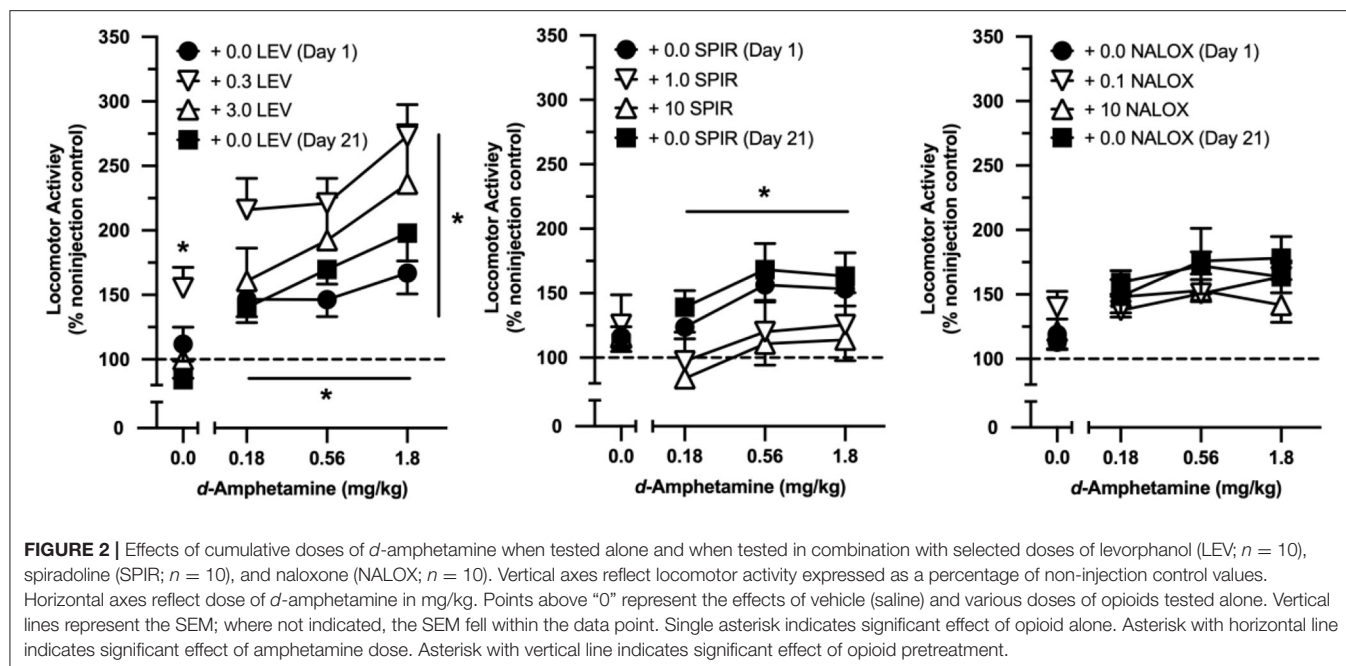 350
300
250
200
150
100
0
Locomotor Activiey
(% noninjection control)
+ 0.0 LEV (Day 1)
+ 0.3 LEV
+ 3.0 LEV
+ 0.0 LEV (Day 21)
*
*
*
0.0
0.18
0.56
1.8
d-Amphetamine (mg/kg)
350
300
250
200
150
100
0
Locomotor Activiey
(% noninjection control)
+ 0.0 SPIR (Day 1)
+ 1.0 SPIR
+ 10 SPIR
+ 0.0 SPIR (Day 21)
*
0.0
0.18
0.56
1.8
d-Amphetamine (mg/kg)
350
300
250
200
150
100
0
Locomotor Activiey
(% noninjection control)
+ 0.0 NALOX (Day 1)
+ 0.1 NALOX
+ 10 NALOX
+ 0.0 NALOX (Day 21)
0.0
0.18
0.56
1.8
d-Amphetamine (mg/kg)
FIGURE 2 | Effects of cumulative doses of d-amphetamine when tested alone and when tested in combination with selected doses of levorphanol (LEV; n = 10),
spiradoline (SPIR; n = 10), and naloxone (NALOX; n = 10). Vertical axes reflect locomotor activity expressed as a percentage of non-injection control values.
Horizontal axes reflect dose of d-amphetamine in mg/kg. Points above “0” represent the effects of vehicle (saline) and various doses of opioids tested alone. Vertical
lines represent the SEM; where not indicated, the SEM fell within the data point. Single asterisk indicates significant effect of opioid alone. Asterisk with horizontal line
indicates significant effect of amphetamine dose. Asterisk with vertical line indicates significant effect of opioid pretreatment.